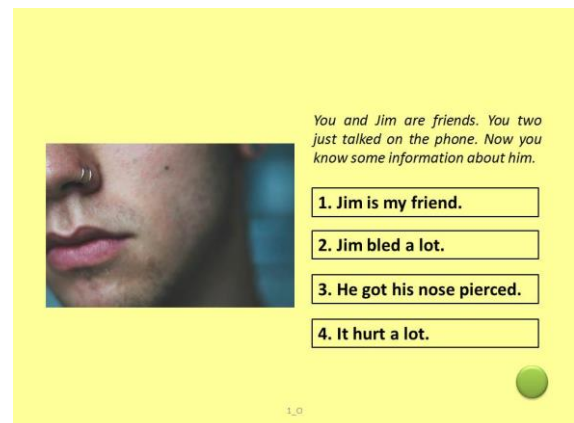 You and Jim are friends. You two
just talked on the phone. Now you
know some information about him.
1. Jim is my friend.
2. Jim bled a lot.
3. He got his nose pierced.
4. It hurt a lot.
1_O